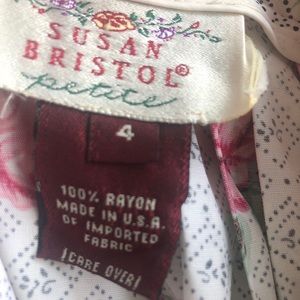 SUSAN
BRISTOL®
petite
4
100% RAYON
MADE IN U.S.A.
OF IMPORTED
FABRIC
(CARE OVER)